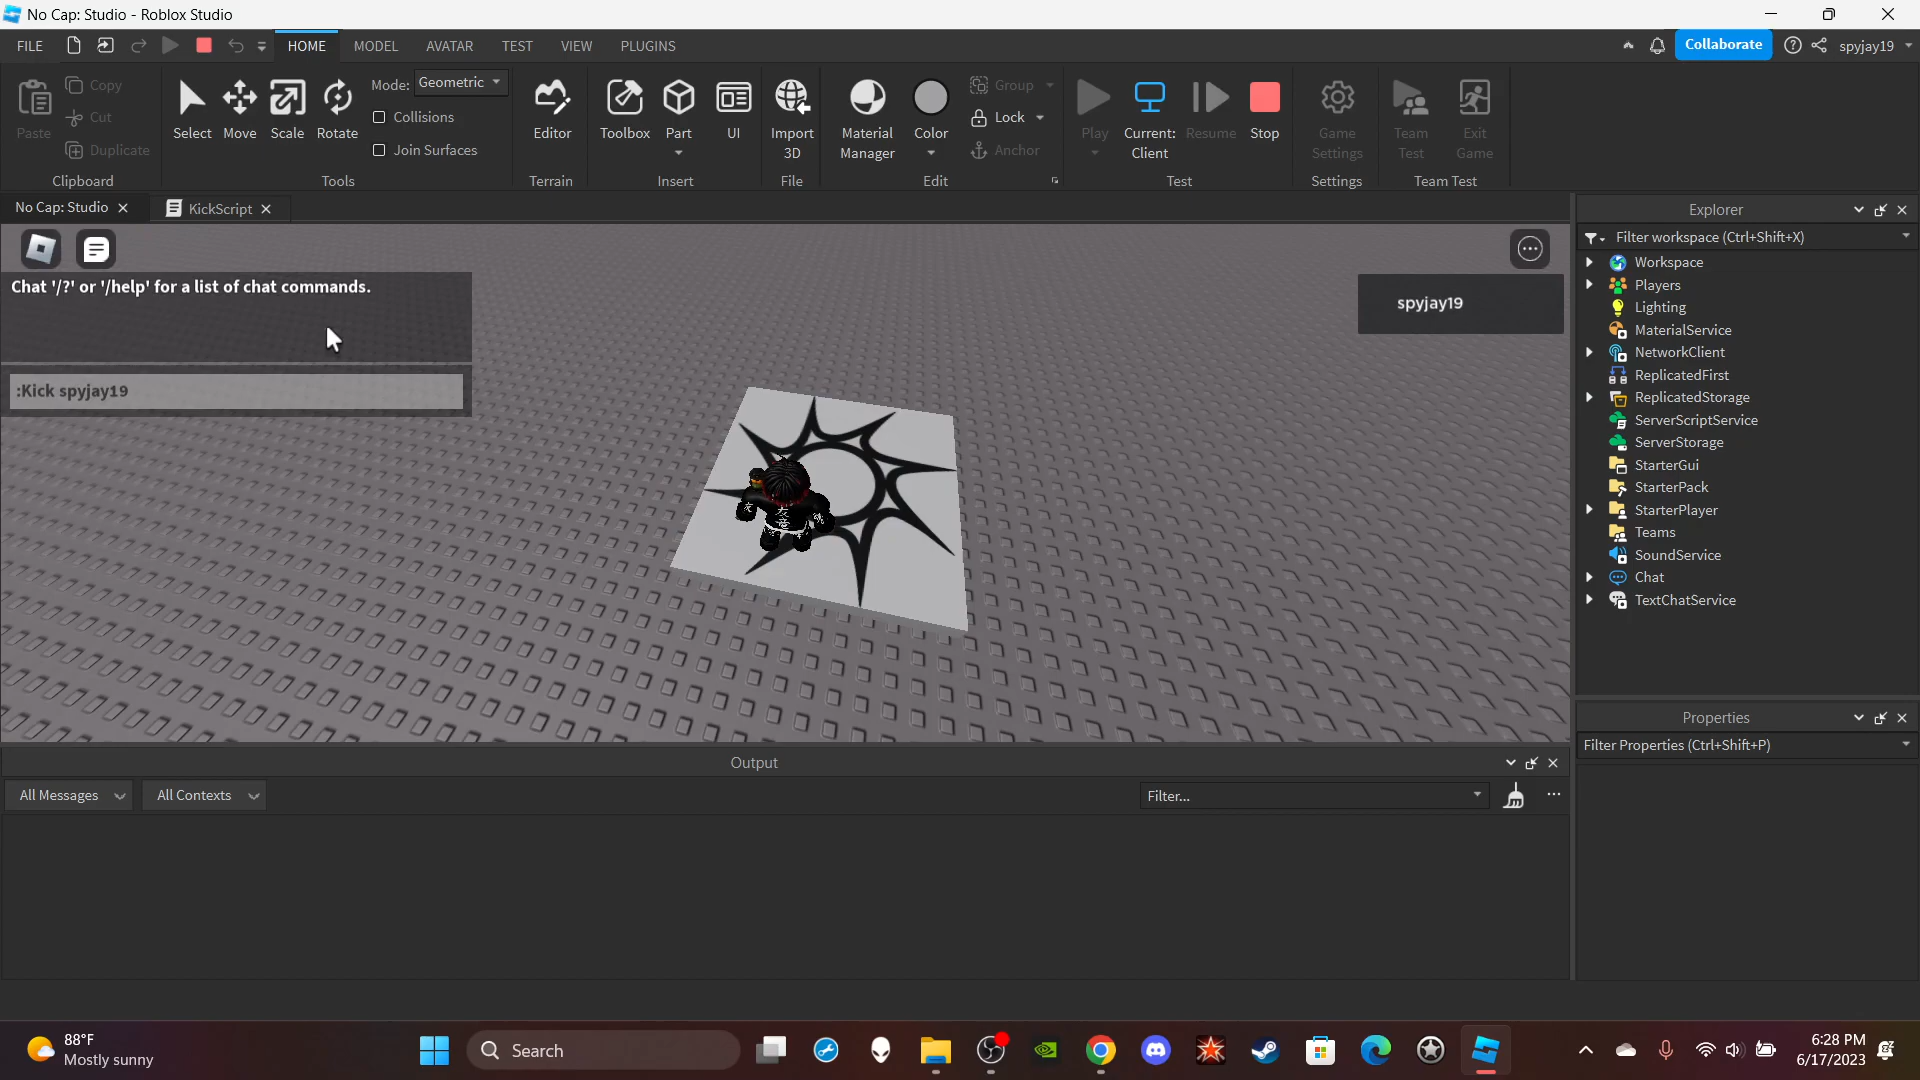 No Cap: Studio - Roblox Studio
FILE HOME MODEL AVATAR TEST VIEW PLUGINS Collaborate spyjay19
Paste
Copy
Cut
Duplicate
Clipboard
Select
Move
Scale
Rotate
Mode: Geometric
Collisions
Join Surfaces
Tools
Editor
Terrain
Toolbox
Part
UI
Insert
Import
3D
File
Material
Manager
Color
Group
Lock
Anchor
Edit
Play
Current:
Client
Resume
Stop
Test
Game
Settings
Settings
Team
Test
Exit
Game
Team Test
No Cap: Studio
KickScript
Chat '/?' or '/help' for a list of chat commands.
:Kick spyjay19
spyjay19
Explorer
Filter workspace (Ctrl+Shift+X)
Workspace
Players
Lighting
MaterialService
NetworkClient
ReplicatedFirst
ReplicatedStorage
ServerScriptService
ServerStorage
StarterGui
StarterPack
StarterPlayer
Teams
SoundService
Chat
TextChatService
Properties
Filter Properties (Ctrl+Shift+P)
Output
All Messages
All Contexts
Filter...
88°F
Mostly sunny
Search
6:28 PM
6/17/2023